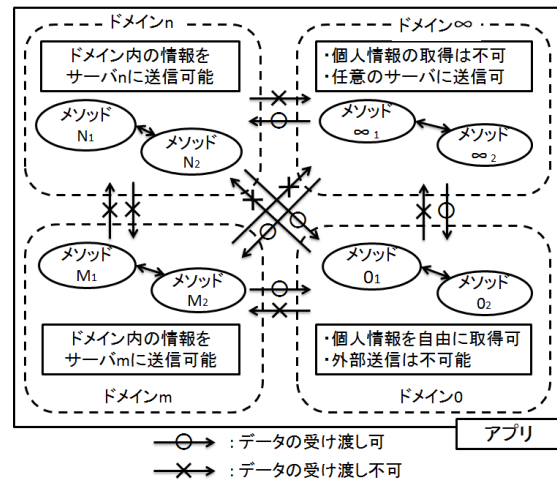 ドメインn
ドメイン∞
ドメイン内の情報を
サーバnに送信可能
・個人情報の取得は不可
・任意のサーバに送信可
メソッド
N1
メソッド
N2
メソッド
∞1
メソッド
∞2
メソッド
M1
メソッド
M2
メソッド
O1
メソッド
O2
ドメイン内の情報を
サーバmに送信可能
・個人情報を自由に取得可
・外部送信は不可能
ドメインm
ドメイン0
アプリ
：データの受け渡し可
：データの受け渡し不可